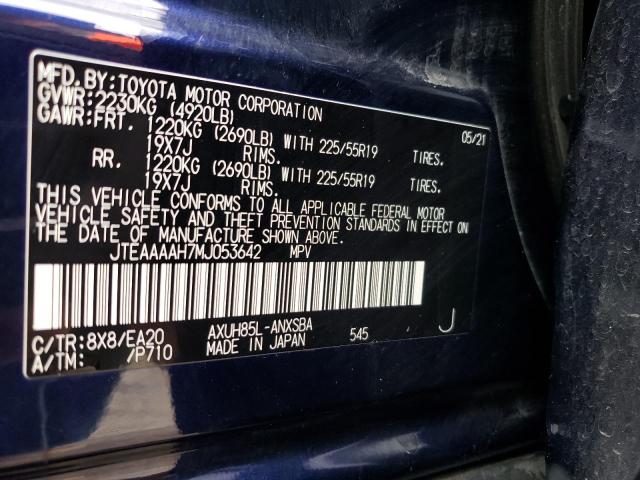 MFD.BY:TOYOTA MOTOR CORPORATION
GVWR:2230KG (4920LB) 05/21
GAWR:FRT. 1220KG (2690LB) WITH 225/55R19 TIRES.
19X7J RIMS.
RR. 1220KG (2690LB) WITH 225/55R19 TIRES.
19X7J RIMS.
THIS VEHICLE CONFORMS TO ALL APPLICABLE FEDERAL MOTOR
VEHICLE SAFETY AND THEFT PREVENTION STANDARDS IN EFFECT ON
THE DATE OF MANUFACTURE SHOWN ABOVE.
JTEAAAAH7MJ053642 MPV
C/TR:8X8/EA20 AXUH85L-ANXSBA
A/TM: /P710 MADE IN JAPAN 545 J